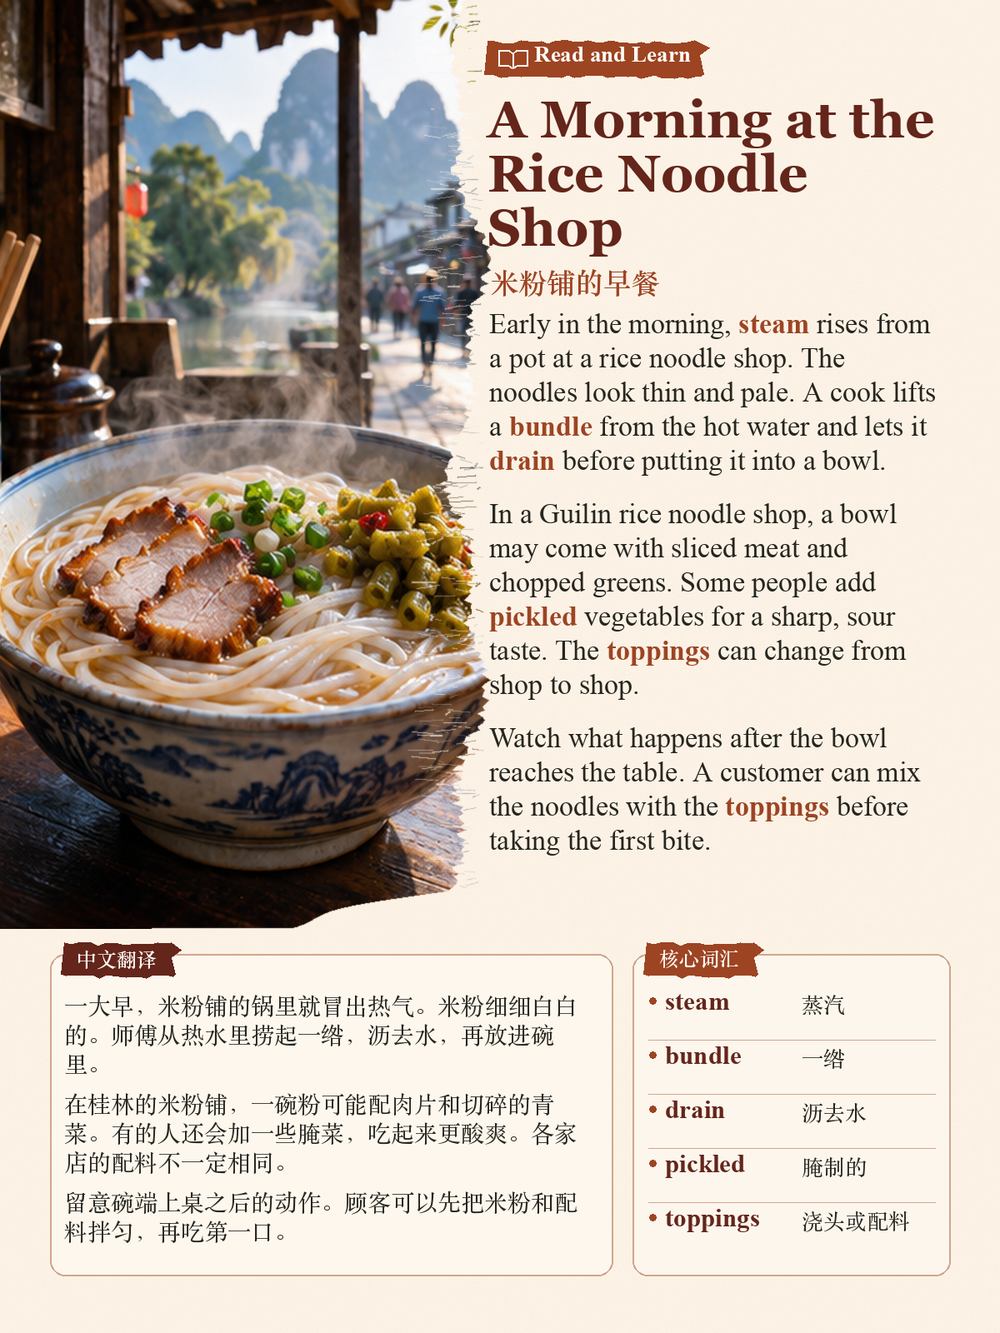 Read and Learn
A Morning at the
Rice Noodle
Shop
米粉铺的早餐
Early in the morning, steam rises from
a pot at a rice noodle shop. The
noodles look thin and pale. A cook lifts
a bundle from the hot water and lets it
drain before putting it into a bowl.
In a Guilin rice noodle shop, a bowl
may come with sliced meat and
chopped greens. Some people add
pickled vegetables for a sharp, sour
taste. The toppings can change from
shop to shop.
Watch what happens after the bowl
reaches the table. A customer can mix
the noodles with the toppings before
taking the first bite.
中文翻译
一大早，米粉铺的锅里就冒出热气。米粉细细白白
的。师傅从热水里捞起一绺，沥去水，再放进碗
里。
在桂林的米粉铺，一碗粉可能配肉片和切碎的青
菜。有的人还会加一些腌菜，吃起来更酸爽。各家
店的配料不一定相同。
留意碗端上桌之后的动作。顾客可以先把米粉和配
料拌匀，再吃第一口。
核心词汇
• steam 蒸汽
• bundle 一绺
• drain 沥去水
• pickled 腌制的
• toppings 浇头或配料